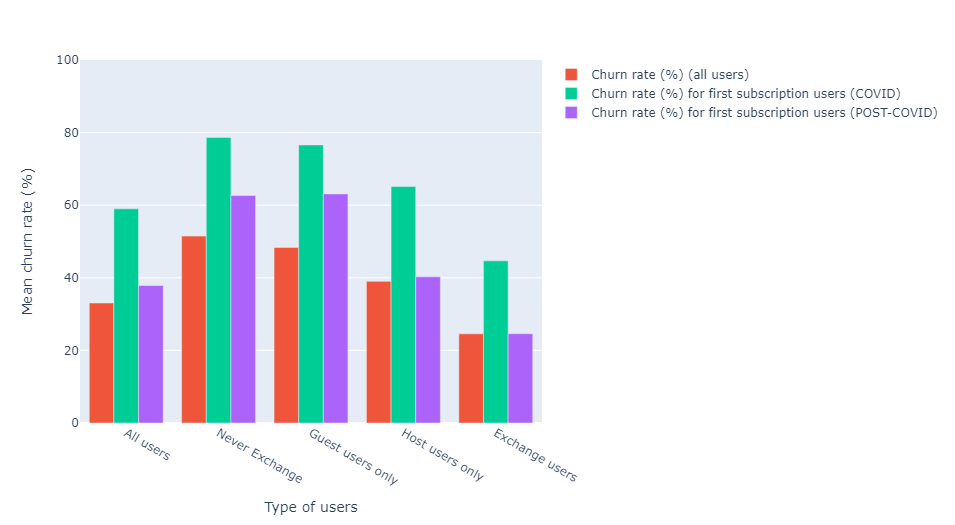 100
80
60
40
20
0
Mean churn rate (%)
All users
Never Exchange
Guest users only
Host users only
Exchange users
Type of users
Churn rate (%) (all users)
Churn rate (%) for first subscription users (COVID)
Churn rate (%) for first subscription users (POST-COVID)